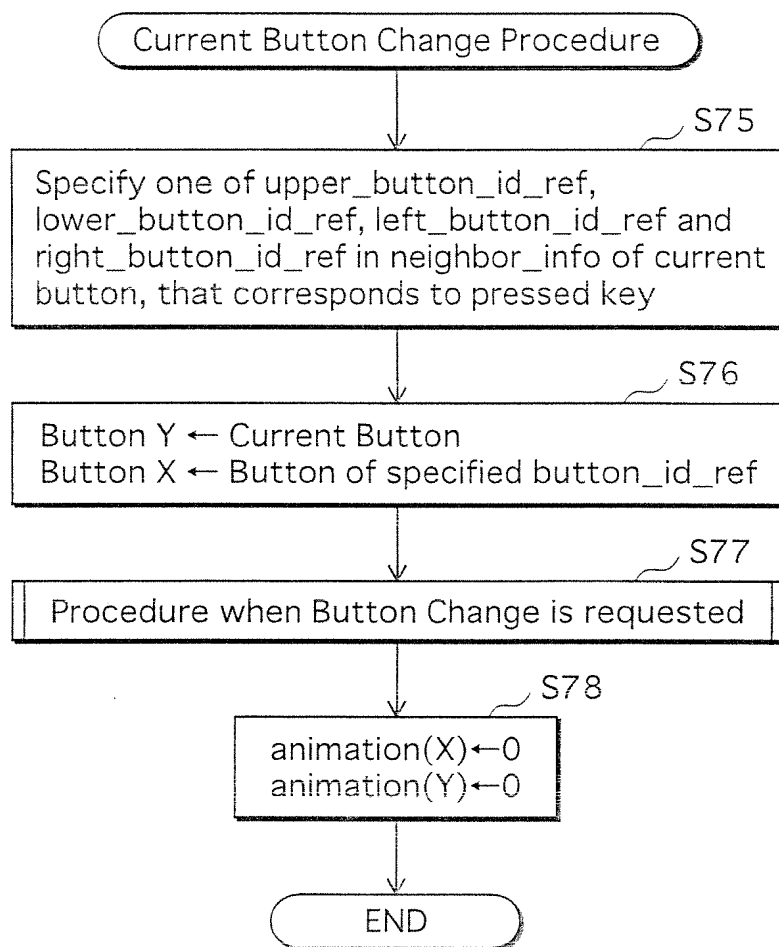 Current Button Change Procedure
S75
Specify one of upper_button_id_ref,
lower_button_id_ref, left_button_id_ref and
right_button_id_ref in neighbor_info of current
button, that corresponds to pressed key
S76
Button Y ← Current Button
Button X ← Button of specified button_id_ref
S77
Procedure when Button Change is requested
S78
animation(X)←0
animation(Y)←0
END